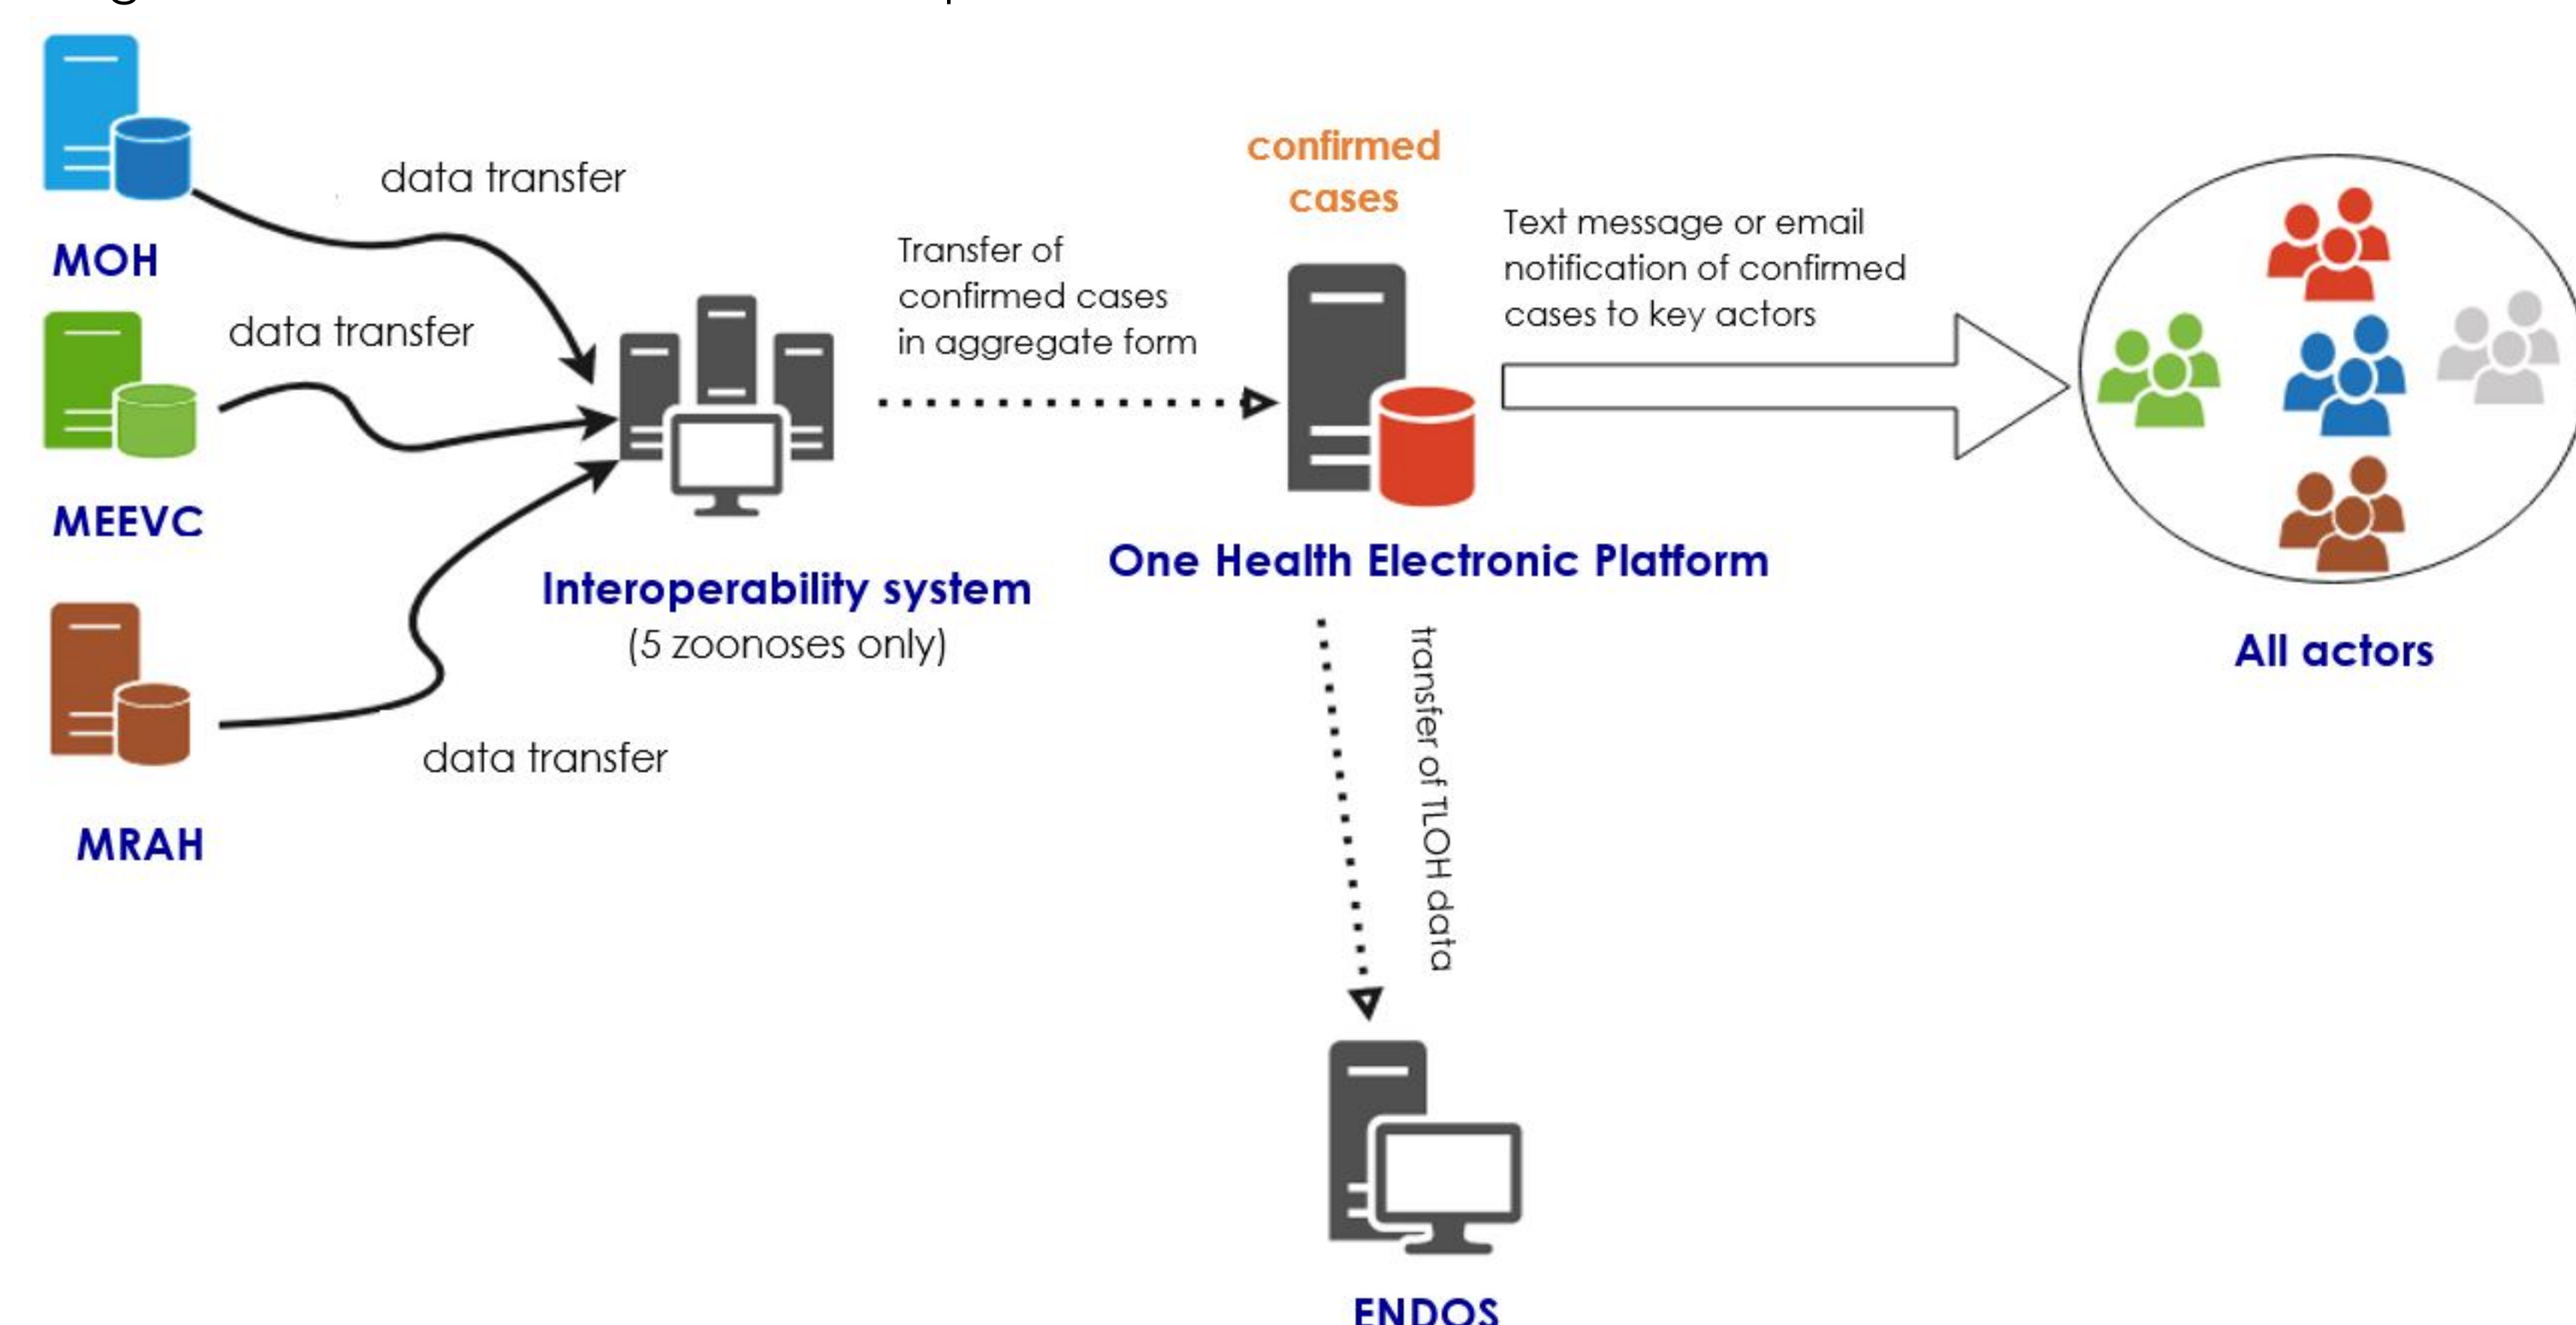 data transfer
MOH
data transfer
MEEVC
data transfer
MRAH
Interoperability system
(5 zoonoses only)
Transfer of
confirmed cases
in aggregate form
confirmed
cases
One Health Electronic Platform
Text message or email
notification of confirmed
cases to key actors
All actors
transfer of TLOH data
ENDOS